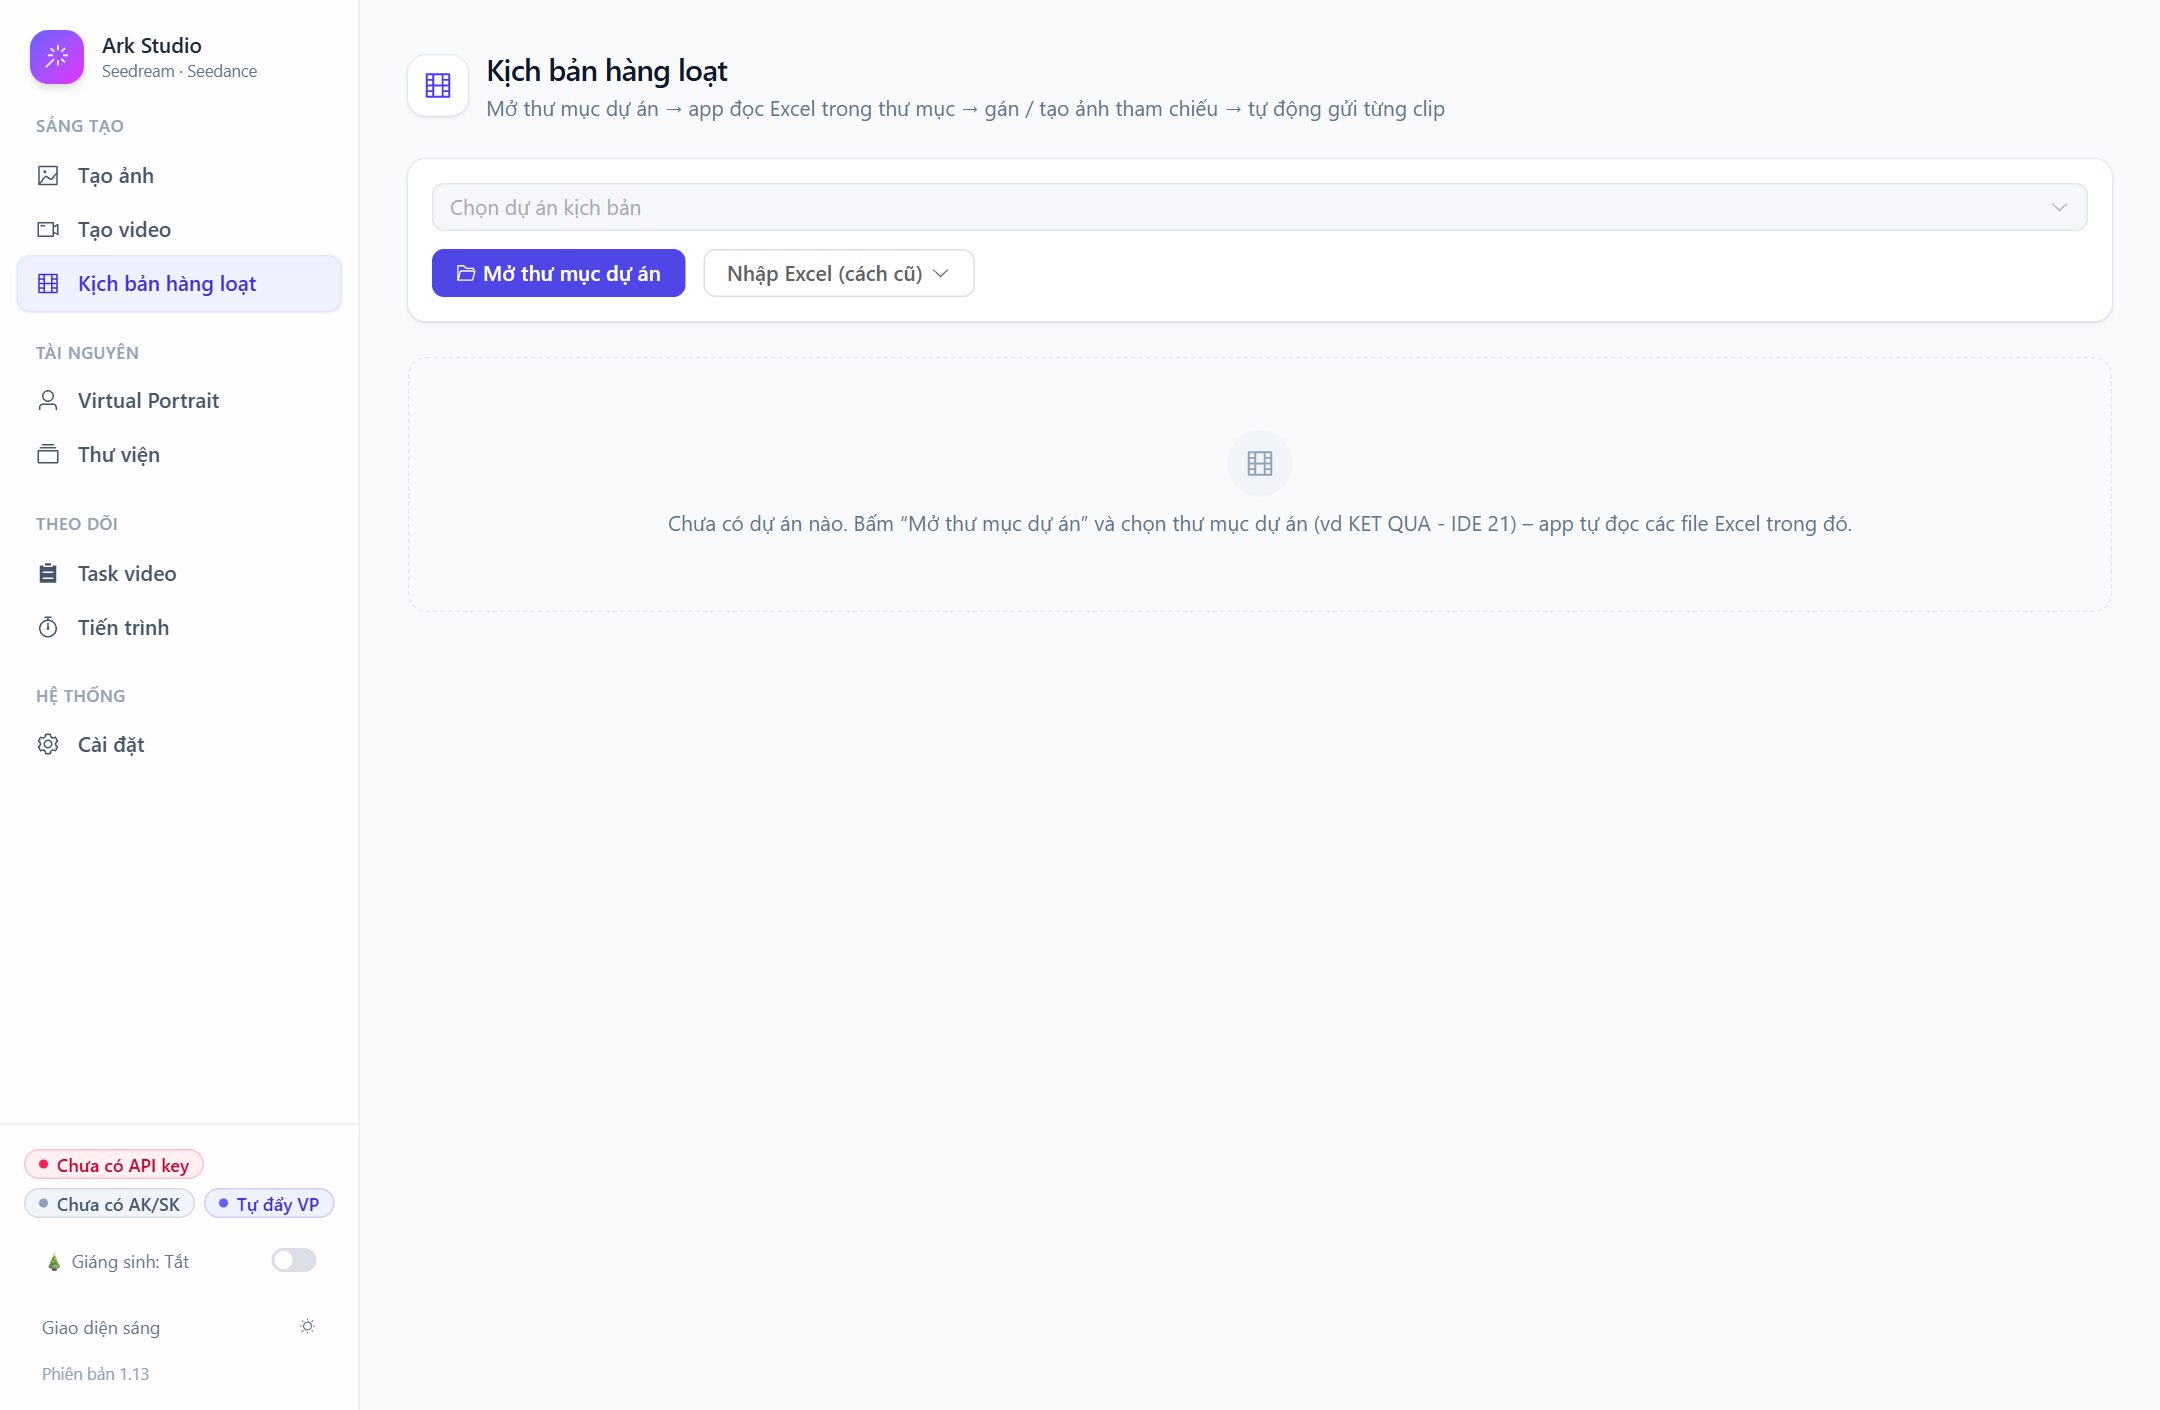 Ark Studio
Seedream · Seedance
SÁNG TẠO
Tạo ảnh
Tạo video
Kịch bản hàng loạt
TÀI NGUYÊN
Virtual Portrait
Thư viện
THEO DÕI
Task video
Tiến trình
HỆ THỐNG
Cài đặt
Chưa có API key
Chưa có AK/SK
Tự đẩy VP
Giáng sinh: Tắt
Giao diện sáng
Phiên bản 1.13
Kịch bản hàng loạt
Mở thư mục dự án → app đọc Excel trong thư mục → gán / tạo ảnh tham chiếu → tự động gửi từng clip
Chọn dự án kịch bản
Mở thư mục dự án
Nhập Excel (cách cũ)
Chưa có dự án nào. Bấm “Mở thư mục dự án” và chọn thư mục dự án (vd KET QUA - IDE 21) – app tự đọc các file Excel trong đó.